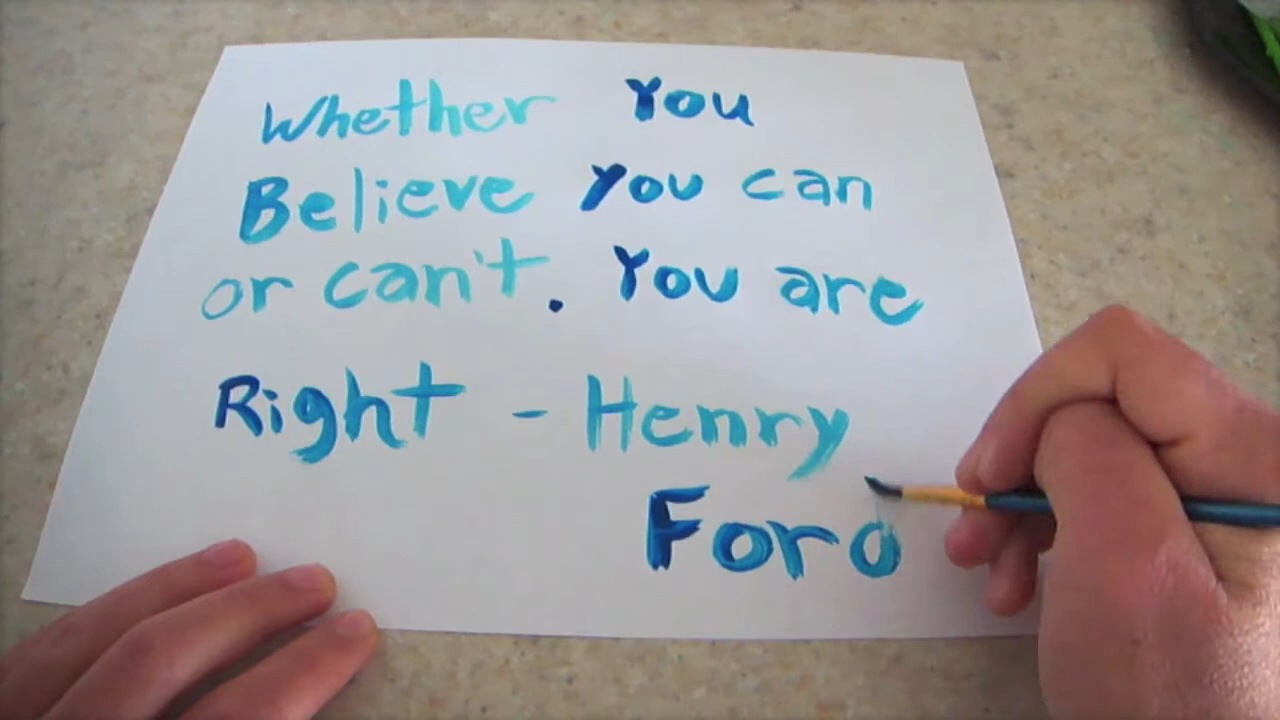 Whether You
Believe You can
or can't. You are
Right - Henry
Ford